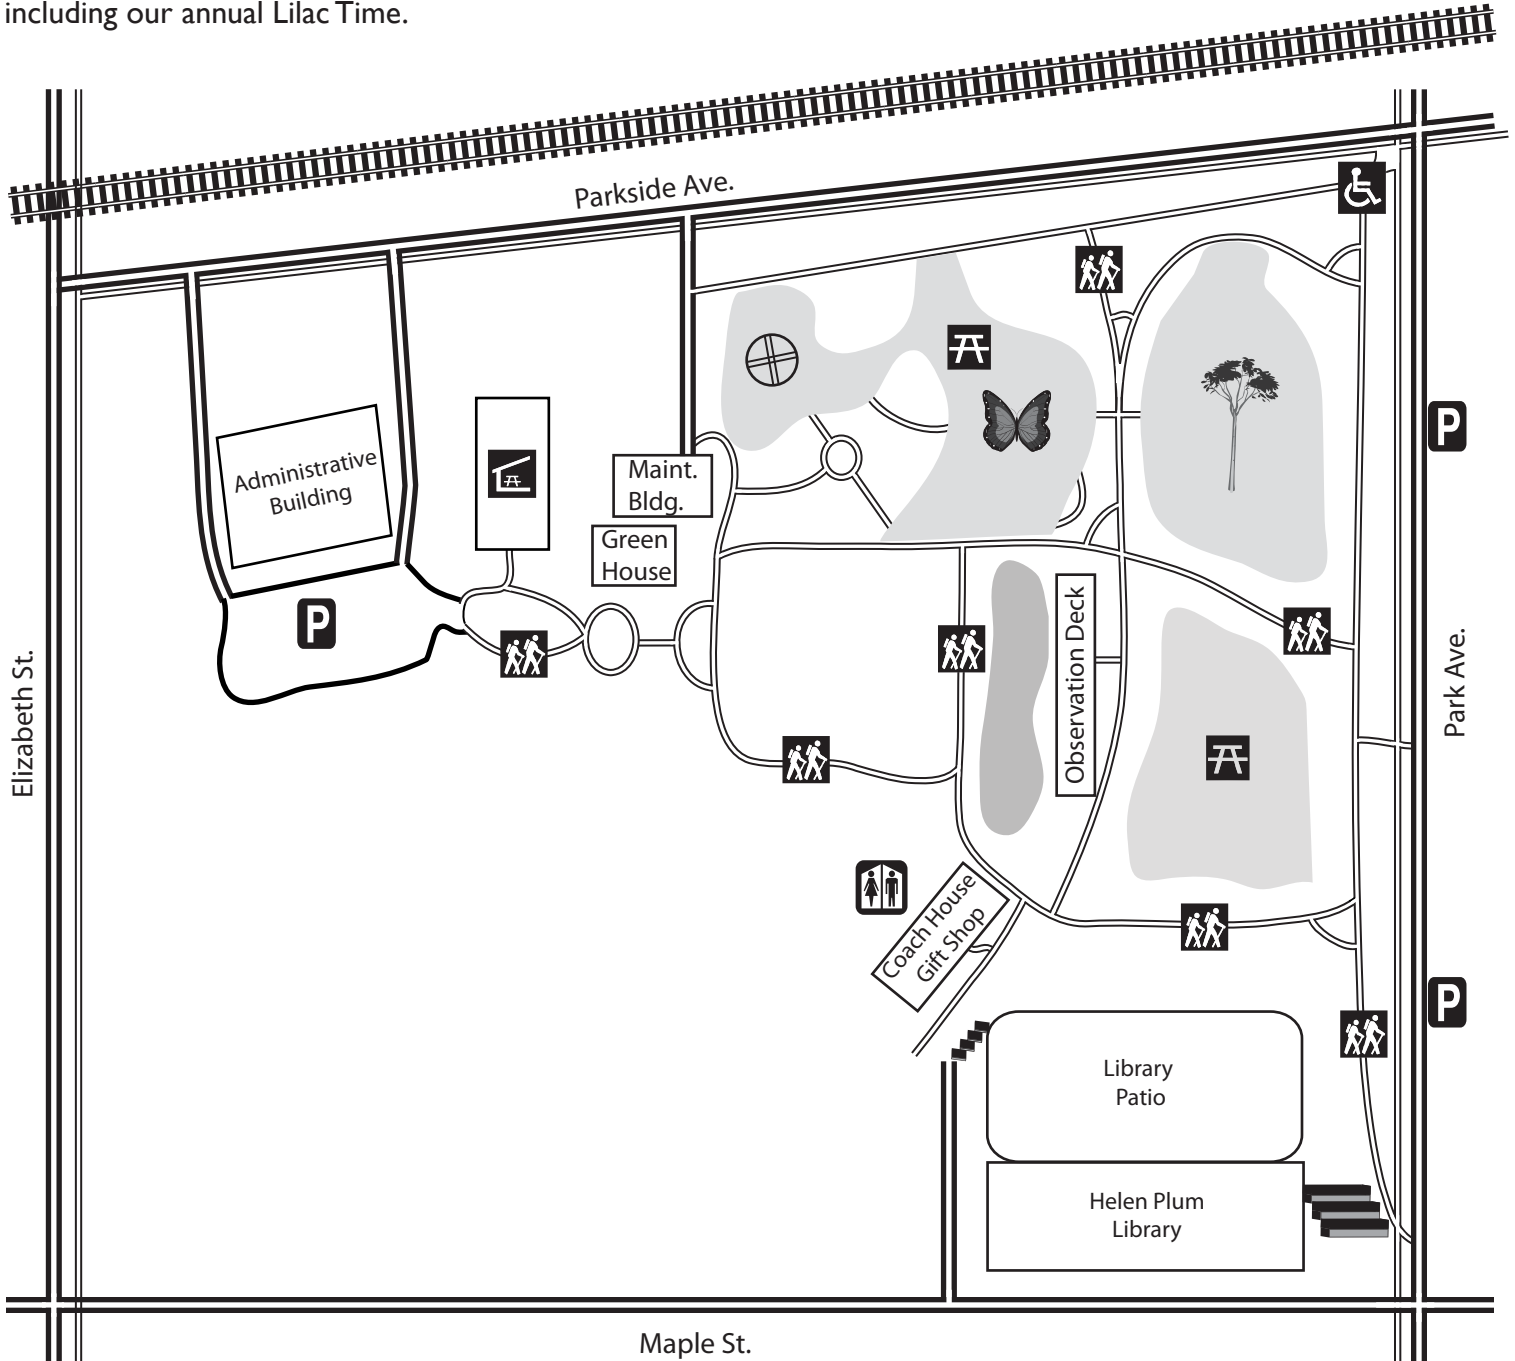 including our annual Lilac Time.
Parkside Ave.
P
Administrative
Building
Maint.
Bldg.
Green
House
P
Observation Deck
Elizabeth St.
Park Ave.
Coach House
Gift Shop
P
Library
Patio
Helen Plum
Library
Maple St.